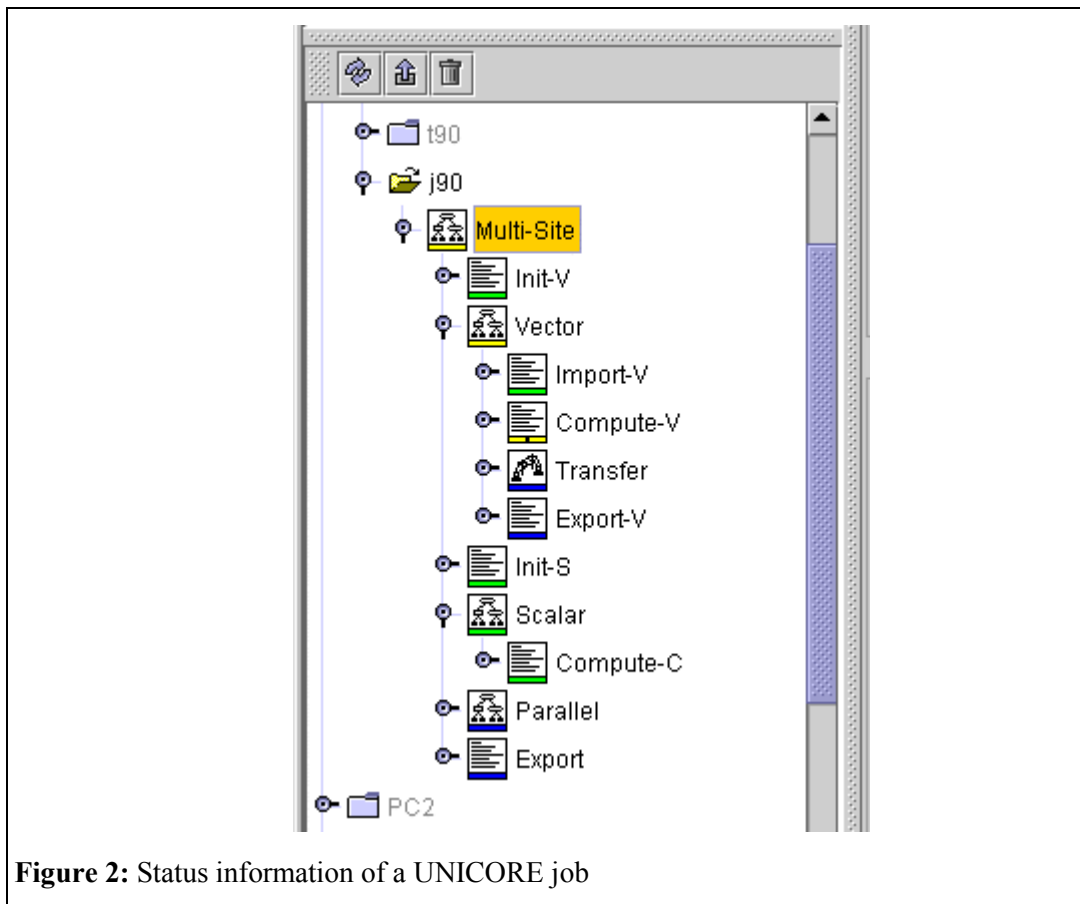 t90
j90
Multi-Site
Init-V
Vector
Import-V
Compute-V
Transfer
Export-V
Init-S
Scalar
Compute-C
Parallel
Export
PC2
Figure 2: Status information of a UNICORE job